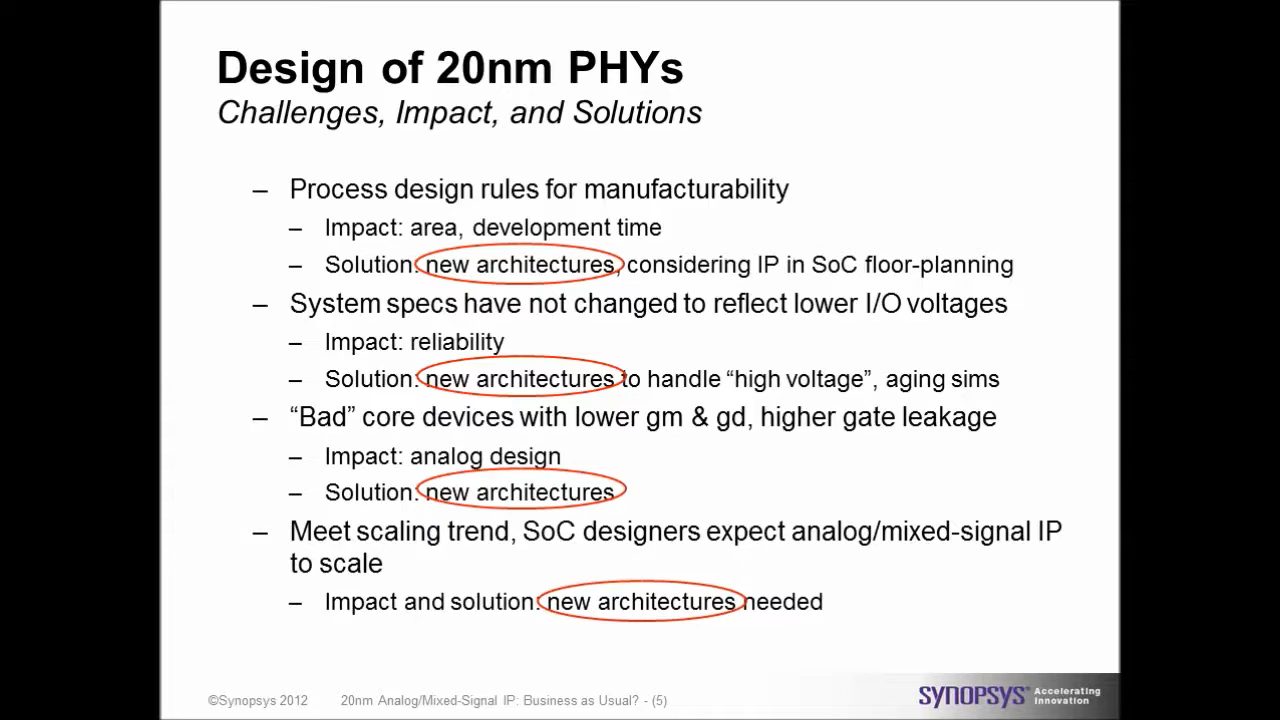 Design of 20nm PHYs
Challenges, Impact, and Solutions
– Process design rules for manufacturability
– Impact: area, development time
– Solution: new architectures, considering IP in SoC floor-planning
– System specs have not changed to reflect lower I/O voltages
– Impact: reliability
– Solution: new architectures to handle “high voltage”, aging sims
– “Bad” core devices with lower gm & gd, higher gate leakage
– Impact: analog design
– Solution: new architectures
– Meet scaling trend, SoC designers expect analog/mixed-signal IP
to scale
– Impact and solution: new architectures needed
©Synopsys 2012 20nm Analog/Mixed-Signal IP: Business as Usual? - (5)
SYNOPSYS® Accelerating
Innovation